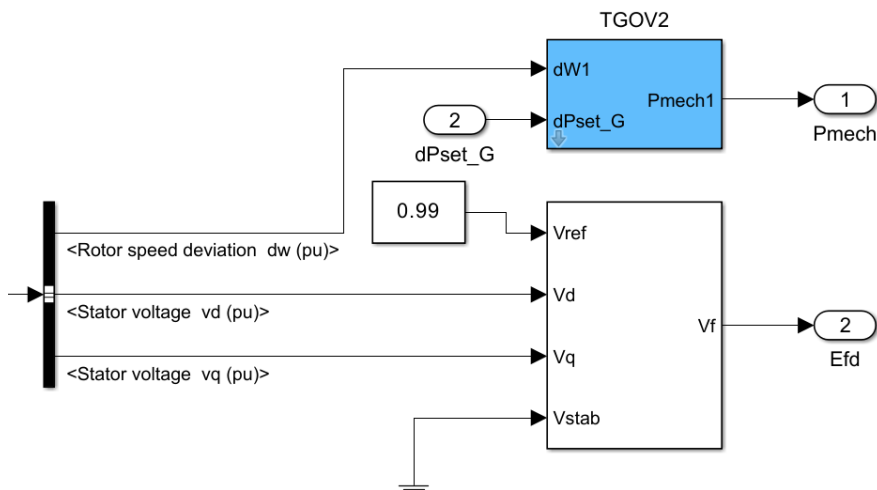 TGOV2
dW1
Pmech1
1
Pmech
2
dPset_G
dPset_G
0.99
<Rotor speed deviation  dw (pu)>
Vref
<Stator voltage  vd (pu)>
Vd
Vf
2
Efd
<Stator voltage  vq (pu)>
Vq
Vstab